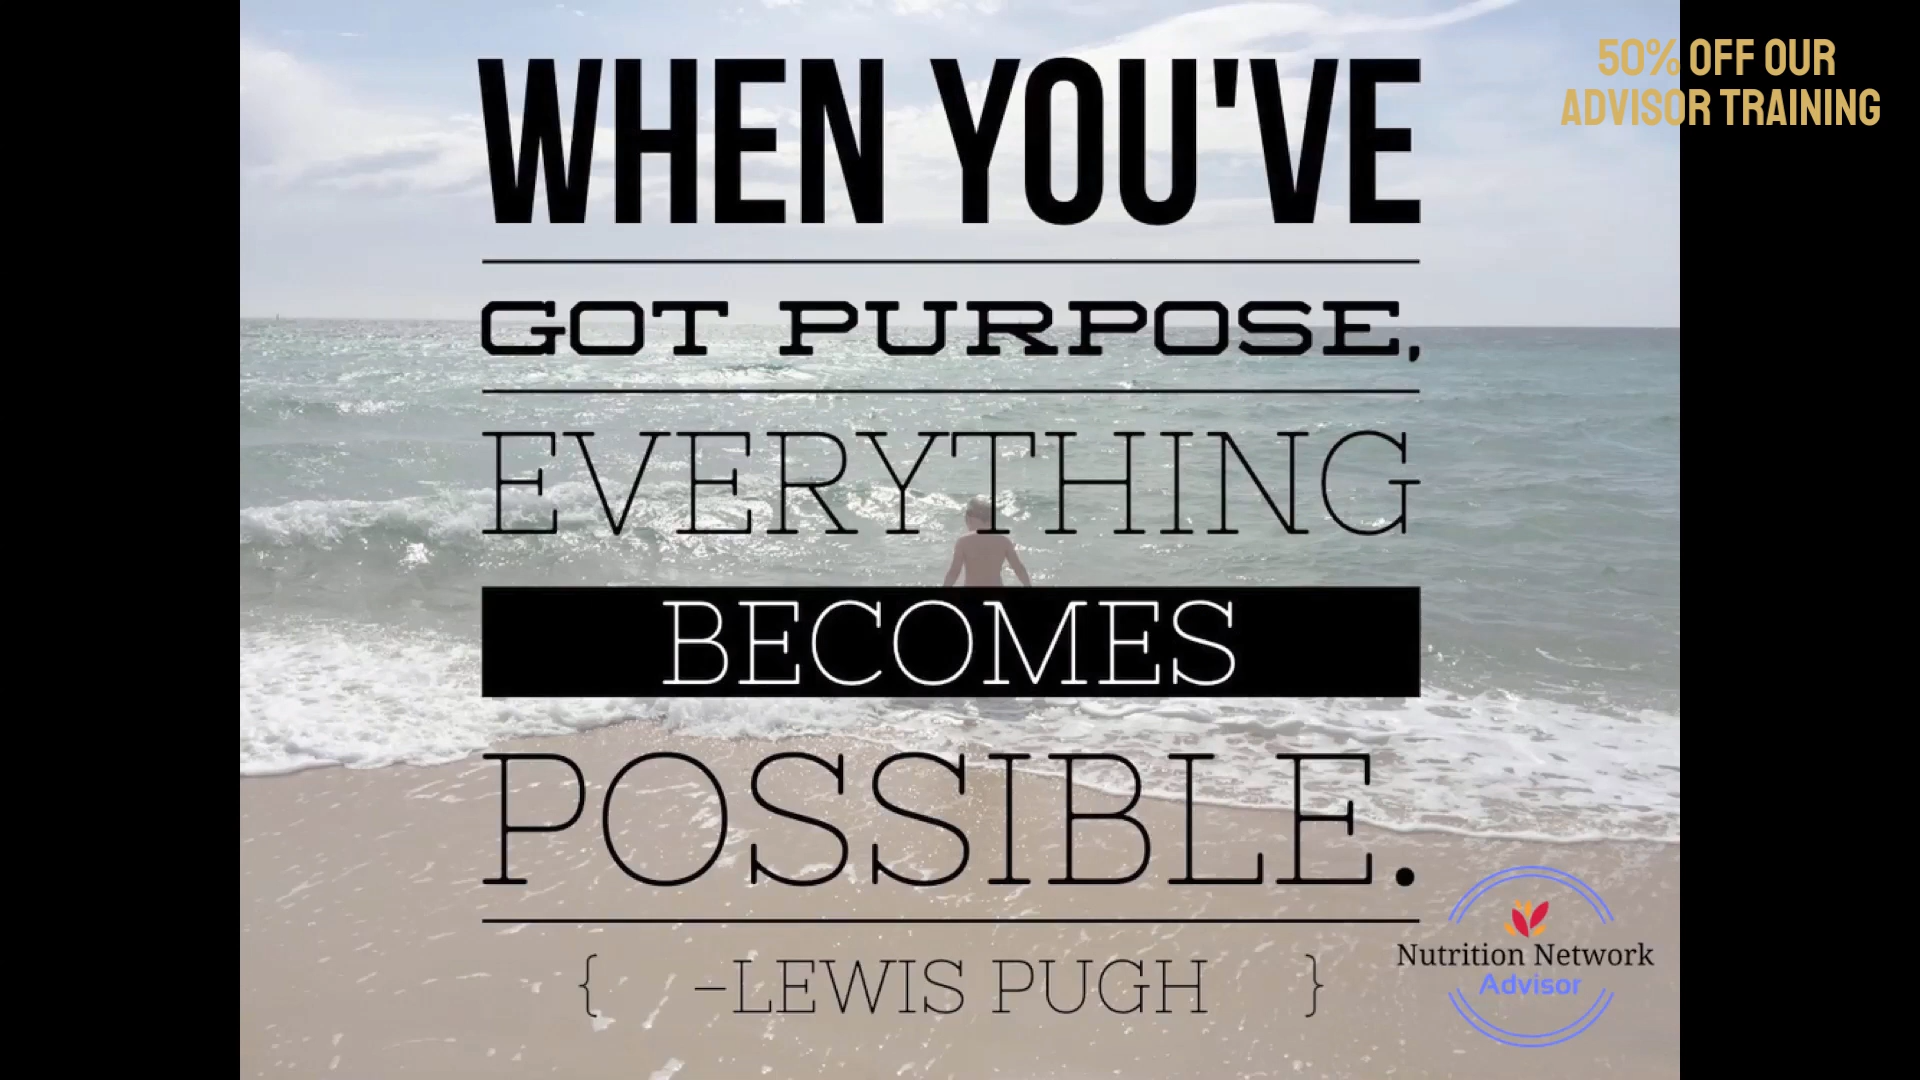 50% OFF OUR
ADVISOR TRAINING
WHEN YOU'VE
GOT PURPOSE,
EVERYTHING
BECOMES
POSSIBLE.
{ –LEWIS PUGH }
Nutrition Network
Advisor